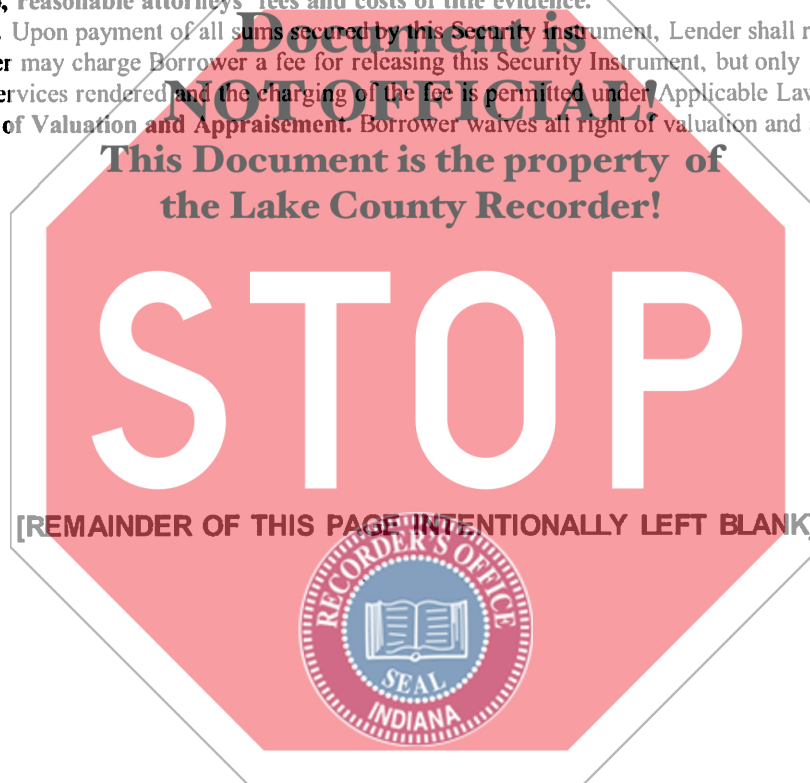 , reasonable attorneys' fees and costs of title evidence.
. Upon payment of all sums secured by this Security Instrument, Lender shall r
er may charge Borrower a fee for releasing this Security Instrument, but only
ervices rendered and the charging of the fee is permitted under Applicable Lav
of Valuation and Appraisement. Borrower waives all right of valuation and
Document is
NOT OFFICIAL!
This Document is the property of
the Lake County Recorder!
STOP
[REMAINDER OF THIS PAGE INTENTIONALLY LEFT BLANK]
RECORDER'S OFFICE
SEAL
INDIANA